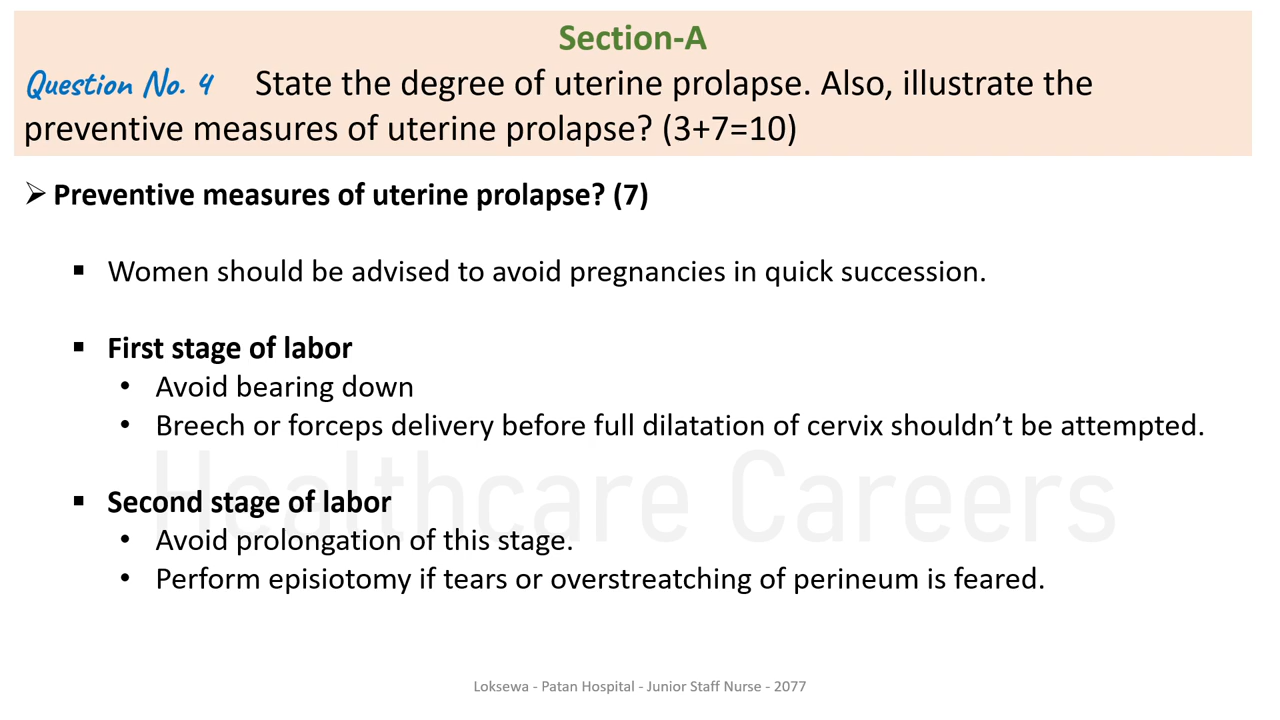 Section-A
Question No. 4 State the degree of uterine prolapse. Also, illustrate the
preventive measures of uterine prolapse? (3+7=10)
➢ Preventive measures of uterine prolapse? (7)
▪ Women should be advised to avoid pregnancies in quick succession.
▪ First stage of labor
• Avoid bearing down
• Breech or forceps delivery before full dilatation of cervix shouldn’t be attempted.
Healthcare Careers
▪ Second stage of labor
• Avoid prolongation of this stage.
• Perform episiotomy if tears or overstreatching of perineum is feared.
Loksewa - Patan Hospital - Junior Staff Nurse - 2077